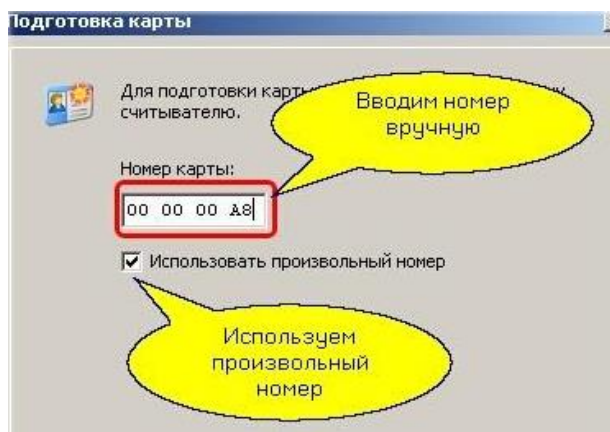 Подготовка карты
Для подготовки карты
считывателю.
Вводим номер
вручную
Номер карты:
00 00 00 A8
Использовать произвольный номер
Используем
произвольный
номер